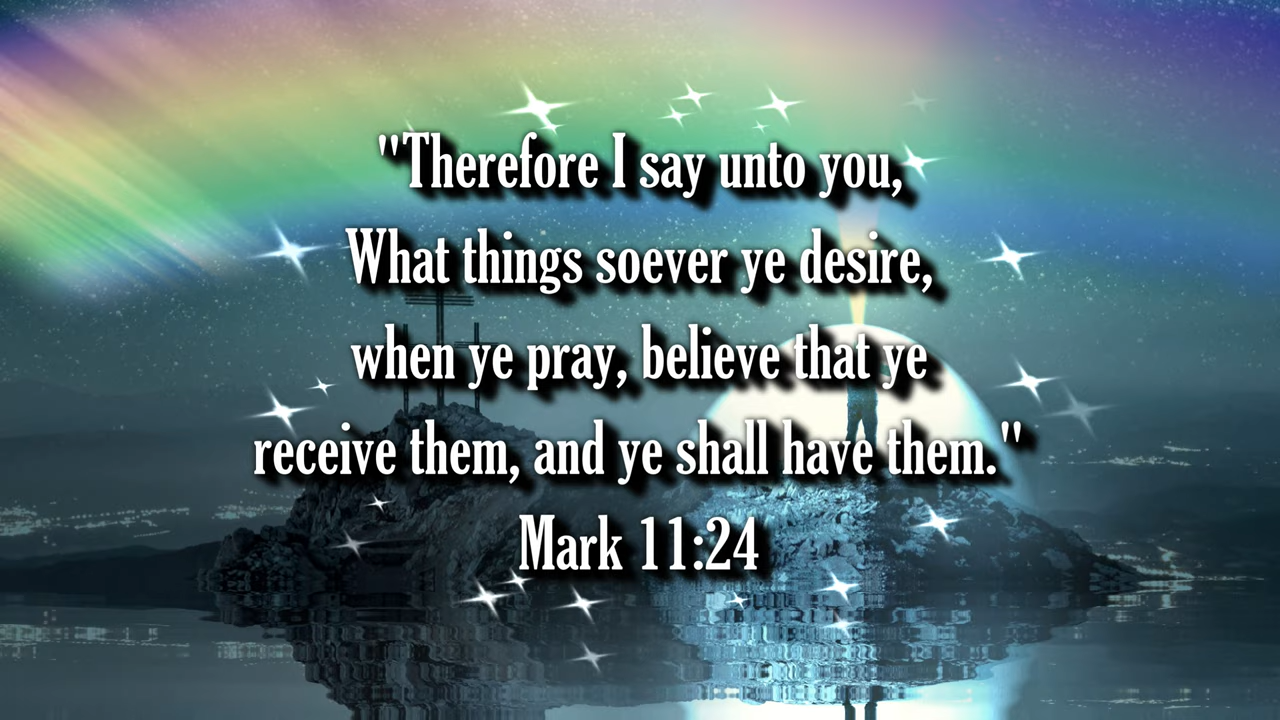 "Therefore I say unto you,
What things soever ye desire,
when ye pray, believe that ye
receive them, and ye shall have them."
Mark 11:24